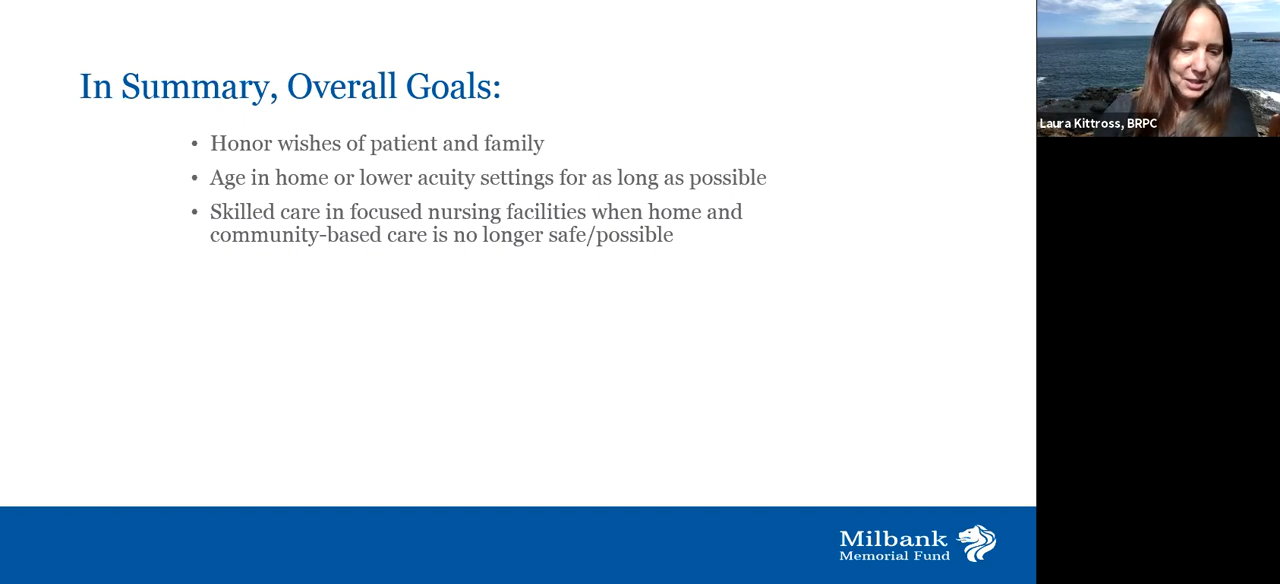 In Summary, Overall Goals:
• Honor wishes of patient and family
• Age in home or lower acuity settings for as long as possible
• Skilled care in focused nursing facilities when home and
community-based care is no longer safe/possible
Laura Kittross, BRPC
Milbank
Memorial Fund